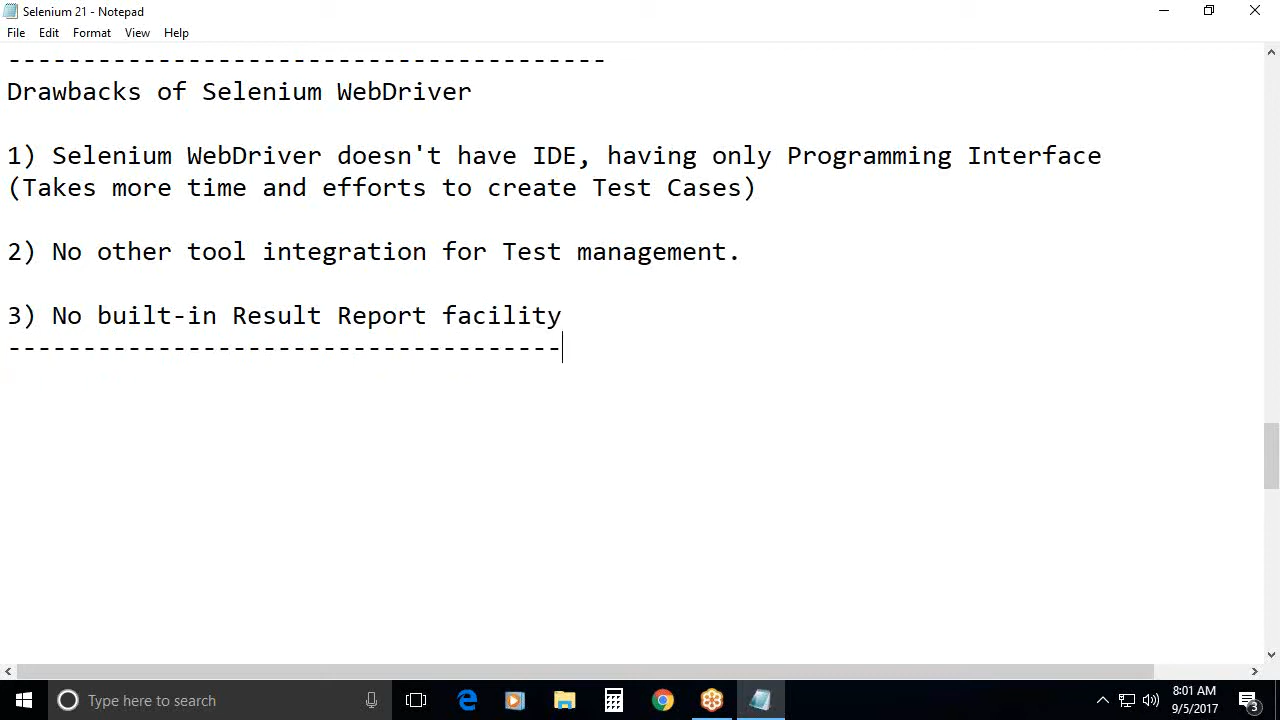 Selenium 21 - Notepad
File Edit Format View Help
----------------------------------------
Drawbacks of Selenium WebDriver
1) Selenium WebDriver doesn't have IDE, having only Programming Interface
(Takes more time and efforts to create Test Cases)
2) No other tool integration for Test management.
3) No built-in Result Report facility
-------------------------------------
Type here to search
8:01 AM
9/5/2017
3